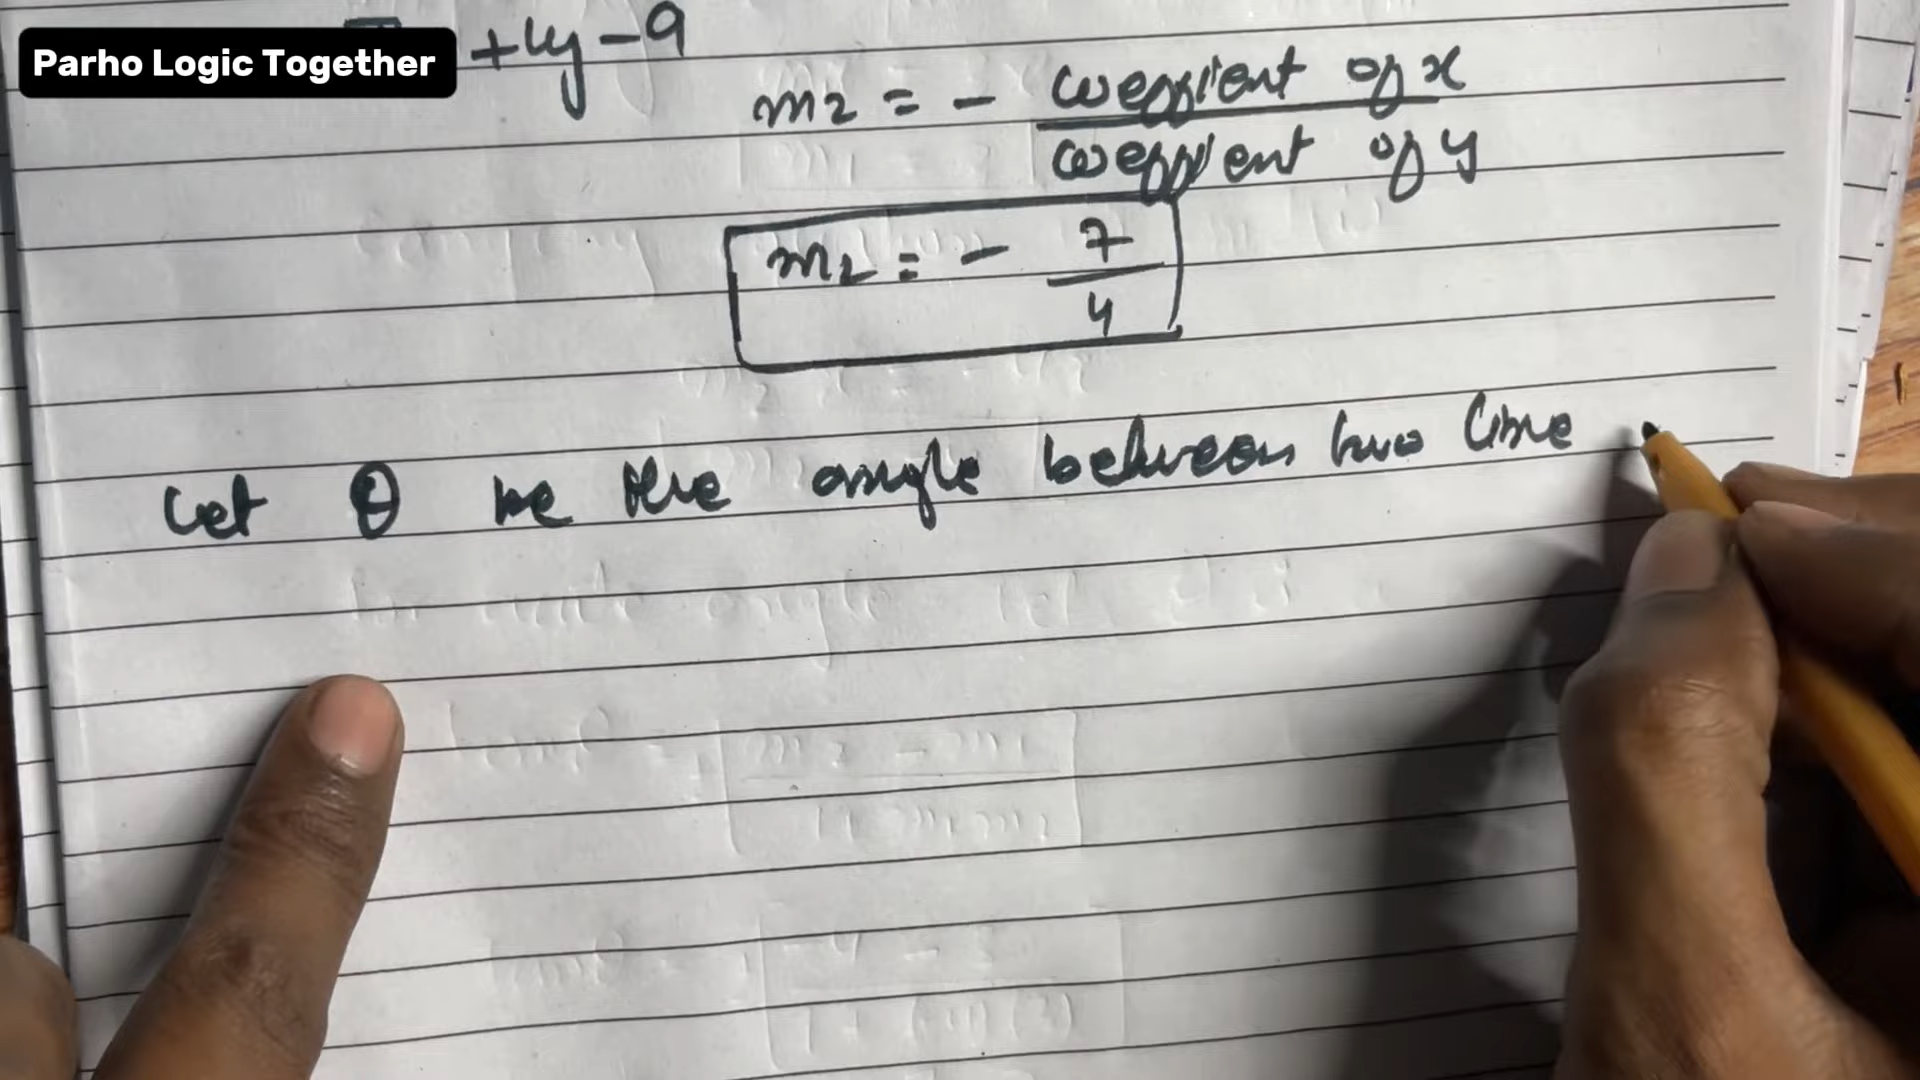 Parho Logic Together
+4y-9
m2 = - coefficient of x
coefficient of y
m2 = - 7
4
Let θ be the angle between two line